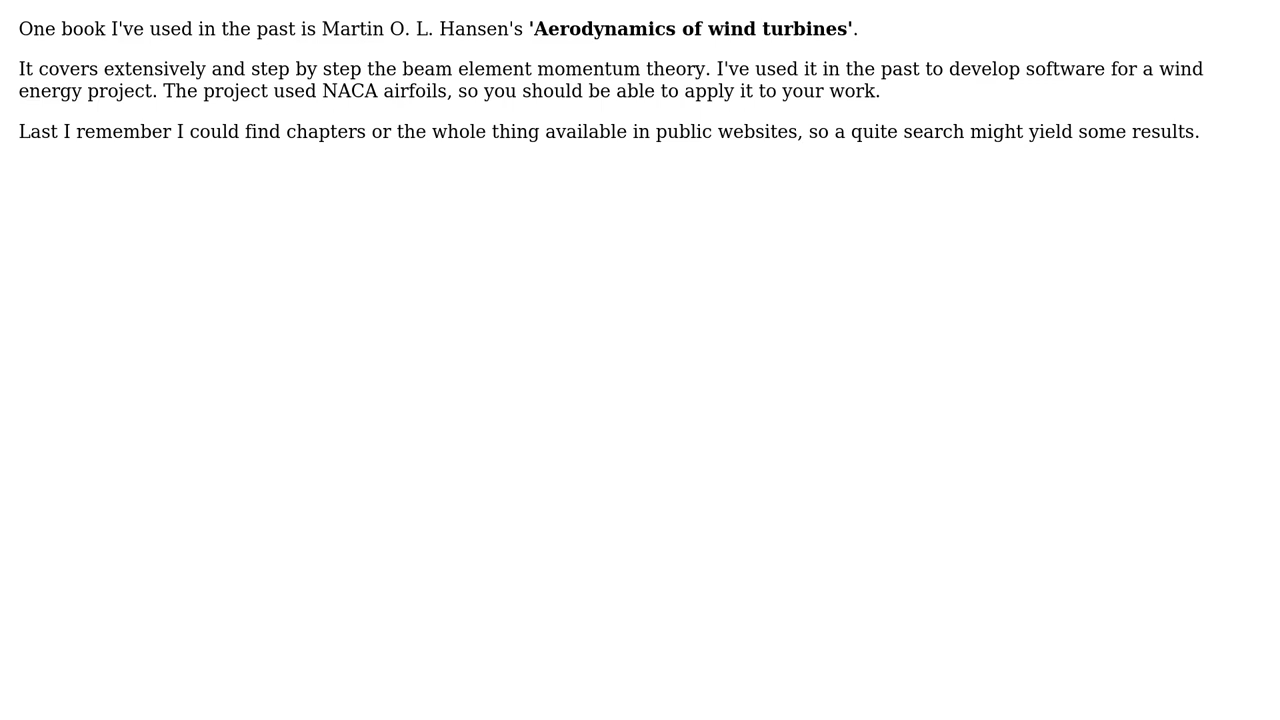 One book I've used in the past is Martin O. L. Hansen's 'Aerodynamics of wind turbines'.
It covers extensively and step by step the beam element momentum theory. I've used it in the past to develop software for a wind
energy project. The project used NACA airfoils, so you should be able to apply it to your work.
Last I remember I could find chapters or the whole thing available in public websites, so a quite search might yield some results.